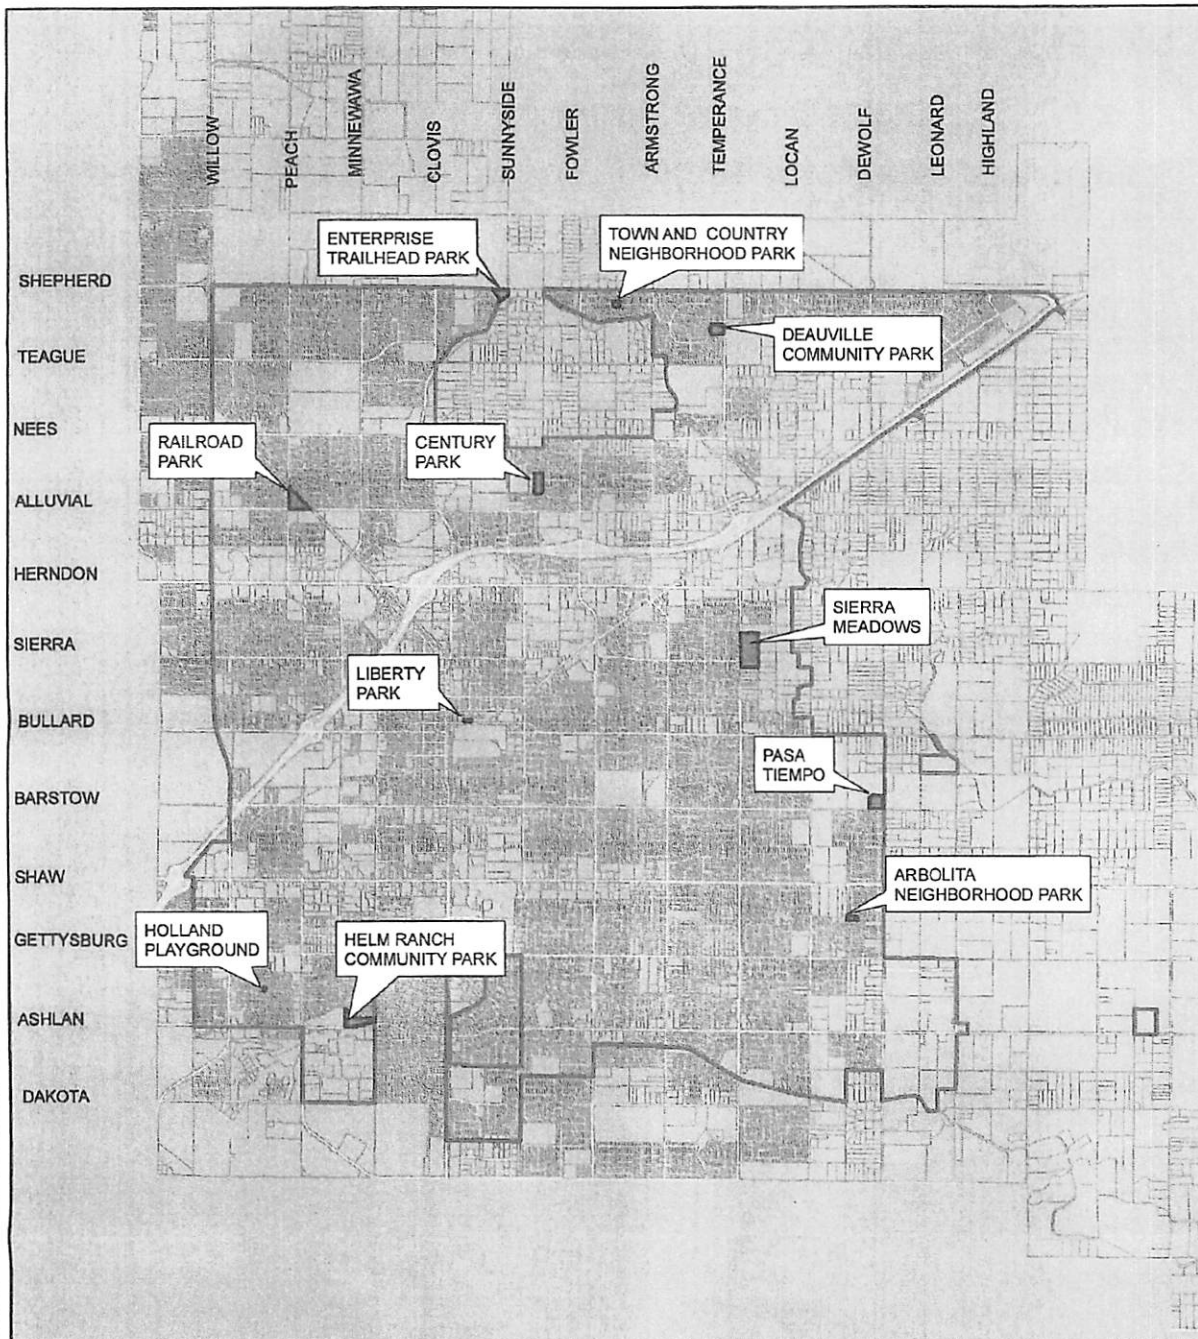 WILLOW
PEACH
MINNEWAWA
CLOVIS
SUNNYSIDE
FOWLER
ARMSTRONG
TEMPERANCE
LOCAN
DEWOLF
LEONARD
HIGHLAND
ENTERPRISE
TRAILHEAD PARK
TOWN AND COUNTRY
NEIGHBORHOOD PARK
SHEPHERD
DEAUVILLE
COMMUNITY PARK
TEAGUE
NEES
RAILROAD
PARK
CENTURY
PARK
ALLUVIAL
HERNDON
SIERRA
MEADOWS
SIERRA
LIBERTY
PARK
BULLARD
PASA
TIEMPO
BARSTOW
SHAW
ARBOLITA
NEIGHBORHOOD PARK
GETTYSBURG
HOLLAND
PLAYGROUND
HELM RANCH
COMMUNITY PARK
ASHLAN
DAKOTA